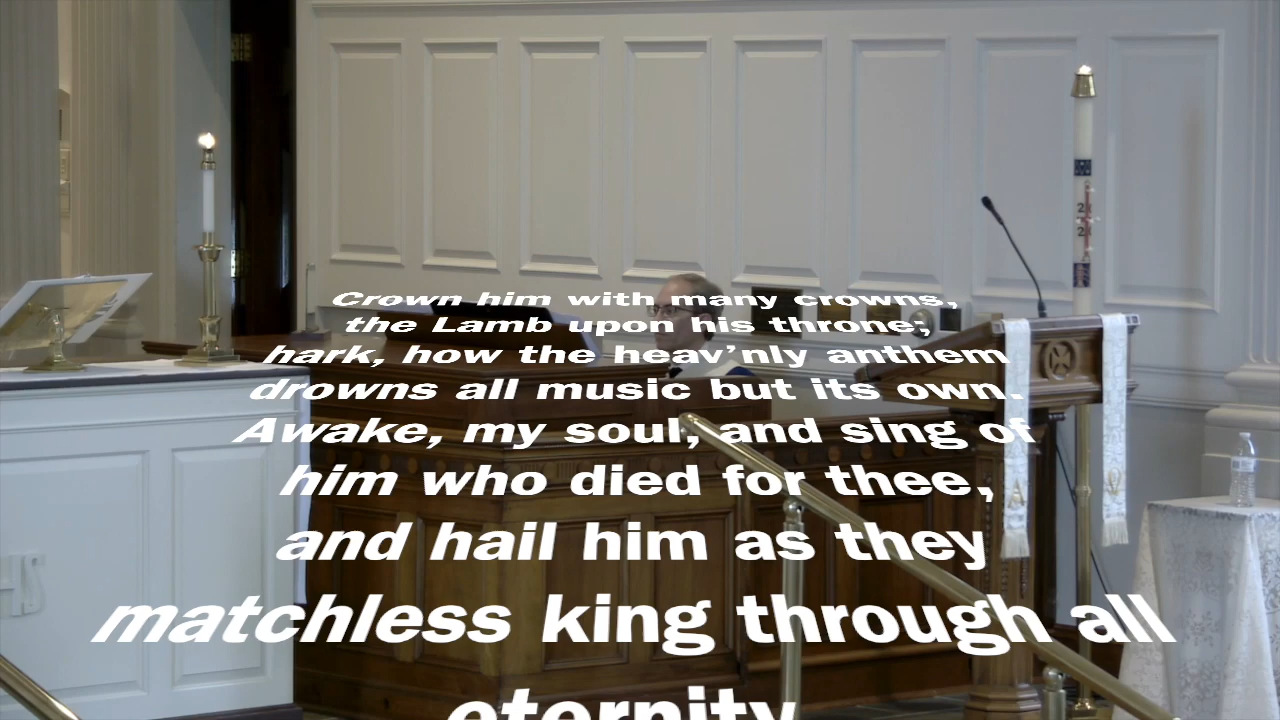 Crown him with many crowns,
the Lamb upon his throne;
hark, how the heav’nly anthem
drowns all music but its own.
Awake, my soul, and sing of
him who died for thee,
and hail him as they
matchless king through all
eternity